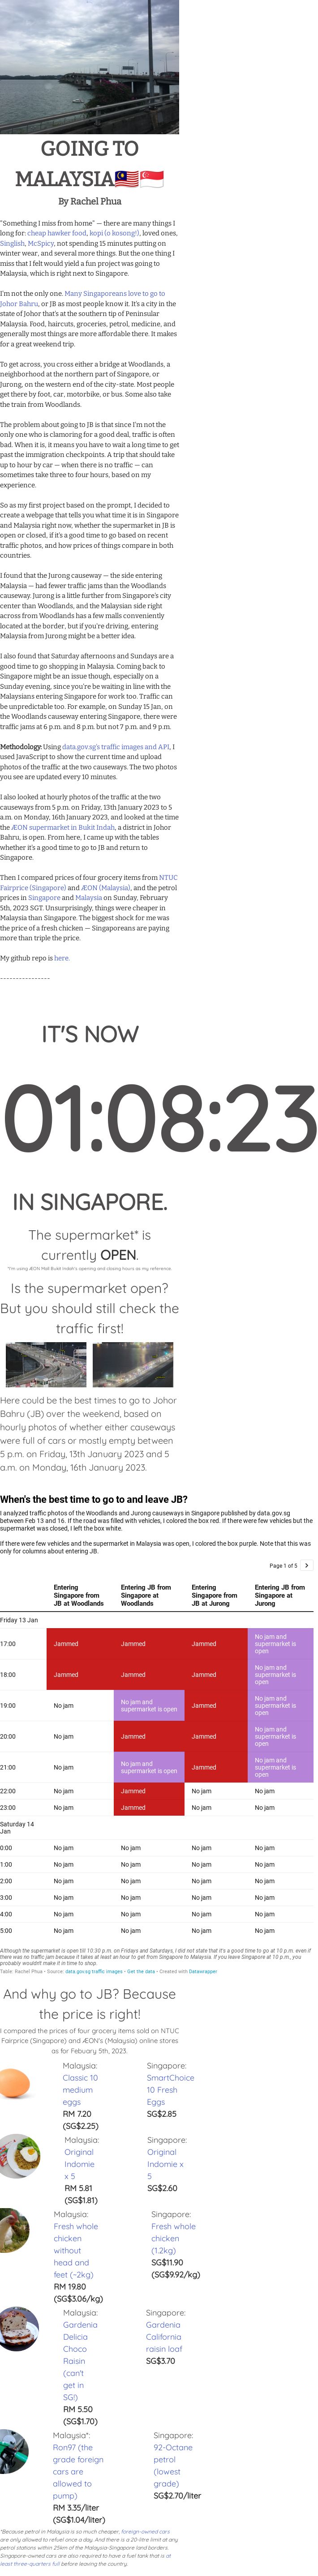 GOING TO
MALAYSIA🇲🇾🇸🇬
By Rachel Phua
"Something I miss from home" — there are many things I
long for: cheap hawker food, kopi (o kosong!), loved ones,
Singlish, McSpicy, not spending 15 minutes putting on
winter wear, and several more things. But the one thing I
miss that I felt would yield a fun project was going to
Malaysia, which is right next to Singapore.
I'm not the only one. Many Singaporeans love to go to
Johor Bahru, or JB as most people know it. It's a city in the
state of Johor that's at the southern tip of Peninsular
Malaysia. Food, haircuts, groceries, petrol, medicine, and
generally most things are more affordable there. It makes
for a great weekend trip.
To get across, you cross either a bridge at Woodlands, a
neighborhood at the northern part of Singapore, or
Jurong, on the western end of the city-state. Most people
get there by foot, car, motorbike, or bus. Some also take
the train from Woodlands.
The problem about going to JB is that since I'm not the
only one who is clamoring for a good deal, traffic is often
bad. When it is, it means you have to wait a long time to get
past the immigration checkpoints. A trip that should take
up to hour by car — when there is no traffic — can
sometimes take three to four hours, based on my
experience.
So as my first project based on the prompt, I decided to
create a webpage that tells you what time it is in Singapore
and Malaysia right now, whether the supermarket in JB is
open or closed, if it's a good time to go based on recent
traffic photos, and how prices of things compare in both
countries.
I found that the Jurong causeway — the side entering
Malaysia — had fewer traffic jams than the Woodlands
causeway. Jurong is a little further from Singapore's city
center than Woodlands, and the Malaysian side right
across from Woodlands has a few malls conveniently
located at the border, but if you're driving, entering
Malaysia from Jurong might be a better idea.
I also found that Saturday afternoons and Sundays are a
good time to go shopping in Malaysia. Coming back to
Singapore might be an issue though, especially on a
Sunday evening, since you'd be waiting in line with the
Malaysians entering Singapore for work too. Traffic can
be unpredictable too. For example, on Sunday 15 Jan, on
the Woodlands causeway entering Singapore, there were
traffic jams at 6 p.m. and 8 p.m. but not 7 p.m. and 9 p.m.
Methodology: Using data.gov.sg's traffic images and API, I
used JavaScript to show the current time and upload
photos of the traffic at the two causeways. The two photos
you see are updated every 10 minutes.
I also looked at hourly photos of the traffic at the two
causeways from 5 p.m. on Friday, 13th January 2023 to 5
a.m. on Monday, 16th January 2023, and looked at the time
the ÆON supermarket in Bukit Indah, a district in Johor
Bahru, is open. From here, I came up with the tables
whether it's a good time to go to JB and return to
Singapore.
Then I compared prices of four grocery items from NTUC
Fairprice (Singapore) and ÆON (Malaysia), and the petrol
prices in Singapore and Malaysia on Sunday, February
5th, 2023 SGT. Unsurprisingly, things were cheaper in
Malaysia than Singapore. The biggest shock for me was
the price of a fresh chicken — Singaporeans are paying
more than triple the price.
My github repo is here.
----------------
IT'S NOW
01:08:23
IN SINGAPORE.
The supermarket* is
currently OPEN.
*I'm using ÆON Mall Bukit Indah's opening and closing hours as my reference.
Is the supermarket open?
But you should still check the
traffic first!
Here could be the best times to go to Johor
Bahru (JB) over the weekend, based on
hourly photos of whether either causeways
were full of cars or mostly empty between
5 p.m. on Friday, 13th January 2023 and 5
a.m. on Monday, 16th January 2023.
When's the best time to go to and leave JB?
I analyzed traffic photos of the Woodlands and Jurong causeways in Singapore published by data.gov.sg
between Feb 13 and 16. If the road was filled with vehicles, I colored the box red. If there were few vehicles but the
supermarket was closed, I left the box white.
If there were few vehicles and the supermarket in Malaysia was open, I colored the box purple. Note that this was
only for columns about entering JB.
Page 1 of 5 >
Entering Singapore from JB at Woodlands
Entering JB from Singapore at Woodlands
Entering Singapore from JB at Jurong
Entering JB from Singapore at Jurong
Friday 13 Jan
17:00 Jammed Jammed Jammed No jam and supermarket is open
18:00 Jammed Jammed Jammed No jam and supermarket is open
19:00 No jam No jam and supermarket is open Jammed No jam and supermarket is open
20:00 No jam Jammed Jammed No jam and supermarket is open
21:00 No jam No jam and supermarket is open Jammed No jam and supermarket is open
22:00 No jam Jammed No jam No jam
23:00 No jam Jammed No jam No jam
Saturday 14
Jan
0:00 No jam No jam No jam No jam
1:00 No jam No jam No jam No jam
2:00 No jam No jam No jam No jam
3:00 No jam No jam No jam No jam
4:00 No jam No jam No jam No jam
5:00 No jam No jam No jam No jam
Although the supermarket is open till 10.30 p.m. on Fridays and Saturdays, I did not state that it's a good time to go at 10 p.m. even if
there was no traffic jam because it takes at least an hour to get from Singapore to Malaysia. If you leave Singapore at 10 p.m., you
probably wouldn't make it in time to shop.
Table: Rachel Phua • Source: data.gov.sg traffic images • Get the data • Created with Datawrapper
And why go to JB? Because
the price is right!
I compared the prices of four grocery items sold on NTUC
Fairprice (Singapore) and ÆON's (Malaysia) online stores
as for Febuary 5th, 2023.
Malaysia:
Classic 10
medium
eggs
RM 7.20
(SG$2.25)
Singapore:
SmartChoice
10 Fresh
Eggs
SG$2.85
Malaysia:
Original
Indomie
x 5
RM 5.81
(SG$1.81)
Singapore:
Original
Indomie x
5
SG$2.60
Malaysia:
Fresh whole
chicken
without
head and
feet (~2kg)
RM 19.80
(SG$3.06/kg)
Singapore:
Fresh whole
chicken
(1.2kg)
SG$11.90
(SG$9.92/kg)
Malaysia:
Gardenia
Delicia
Choco
Raisin
(can't
get in
SG!)
RM 5.50
(SG$1.70)
Singapore:
Gardenia
California
raisin loaf
SG$3.70
Malaysia*:
Ron97 (the
grade foreign
cars are
allowed to
pump)
RM 3.35/liter
(SG$1.04/liter)
Singapore:
92-Octane
petrol
(lowest
grade)
SG$2.70/liter
*Because petrol in Malaysia is so much cheaper, foreign-owned cars
are only allowed to refuel once a day. And there is a 20-litre limit at any
petrol stations within 25km of the Malaysia-Singapore land borders.
Singapore-owned cars are also required to have a fuel tank that is at
least three-quarters full before leaving the country.